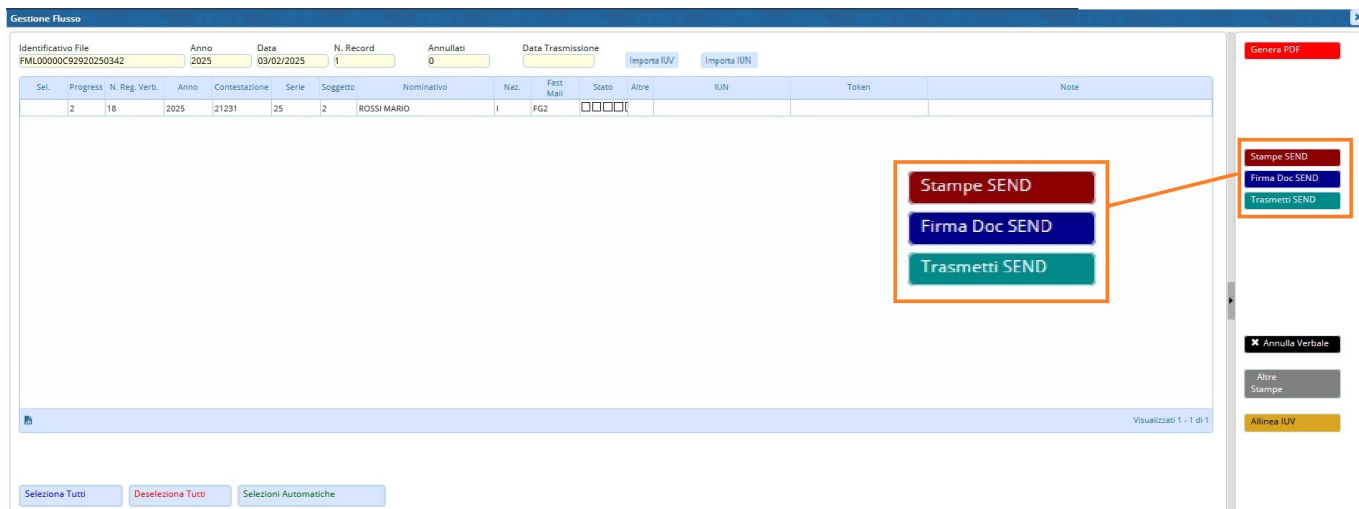 Gestione Flusso
Identificativo File Anno Data N. Record Annullati Data Trasmissione
FML00000C92920250342 2025 03/02/2025 1 0 Importa IUV Importa IUN
Sel. Progress N. Reg. Verb. Anno Contestazione Serie Soggetto Nominativo Naz. Fast Mail Stato Altre IUN Token Note
2 18 2025 21231 25 2 ROSSI MARIO I FG2
Visualizzati 1 - 1 di 1
Seleziona Tutti Deseleziona Tutti Selezioni Automatiche
Stampe SEND
Firma Doc SEND
Trasmetti SEND
Genera PDF
Stampe SEND
Firma Doc SEND
Trasmetti SEND
Annulla Verbale
Altre
Stampe
Allinea IUV